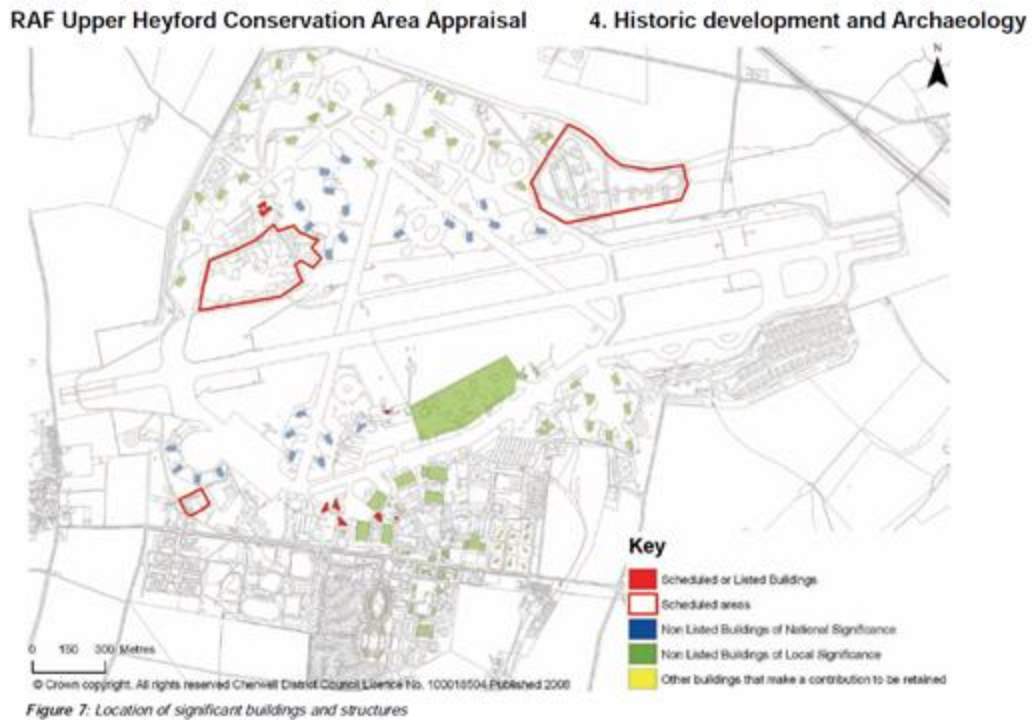 RAF Upper Heyford Conservation Area Appraisal
4. Historic development and Archaeology
N
Key
Scheduled or Listed Buildings
Scheduled areas
Non Listed Buildings of National Significance
Non Listed Buildings of Local Significance
Other buildings that make a contribution to be retained
0 150 300 Metres
© Crown copyright. All rights reserved Cherwell District Council Licence No. 100018504 Published 2008
Figure 7: Location of significant buildings and structures